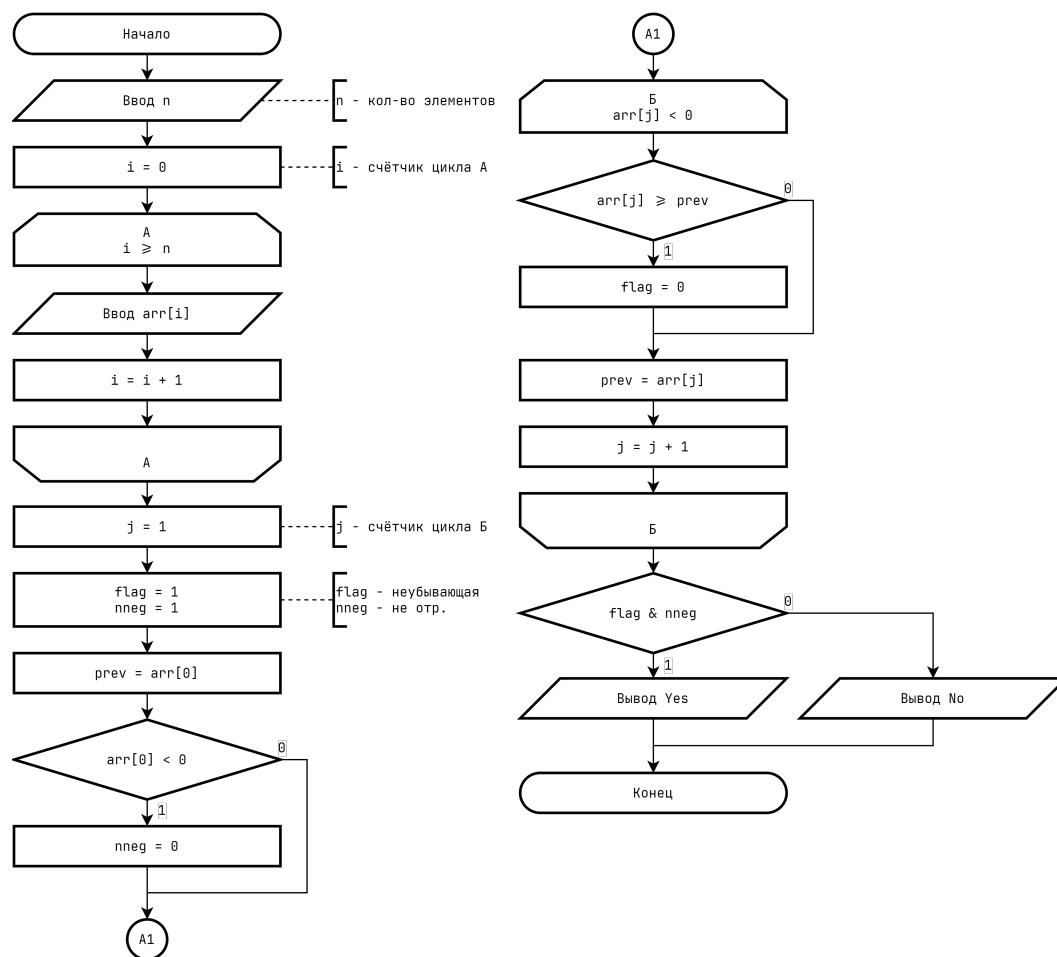 Начало
Ввод n
n - кол-во элементов
i = 0
i - счётчик цикла А
А
i ⩾ n
Ввод arr[i]
i = i + 1
А
j = 1
j - счётчик цикла Б
flag = 1
nneg = 1
flag - неубывающая
nneg - не отр.
prev = arr[0]
arr[0] < 0
0
1
nneg = 0
А1
А1
Б
arr[j] < 0
arr[j] ⩾ prev
0
1
flag = 0
prev = arr[j]
j = j + 1
Б
flag & nneg
0
1
Вывод Yes
Вывод No
Конец